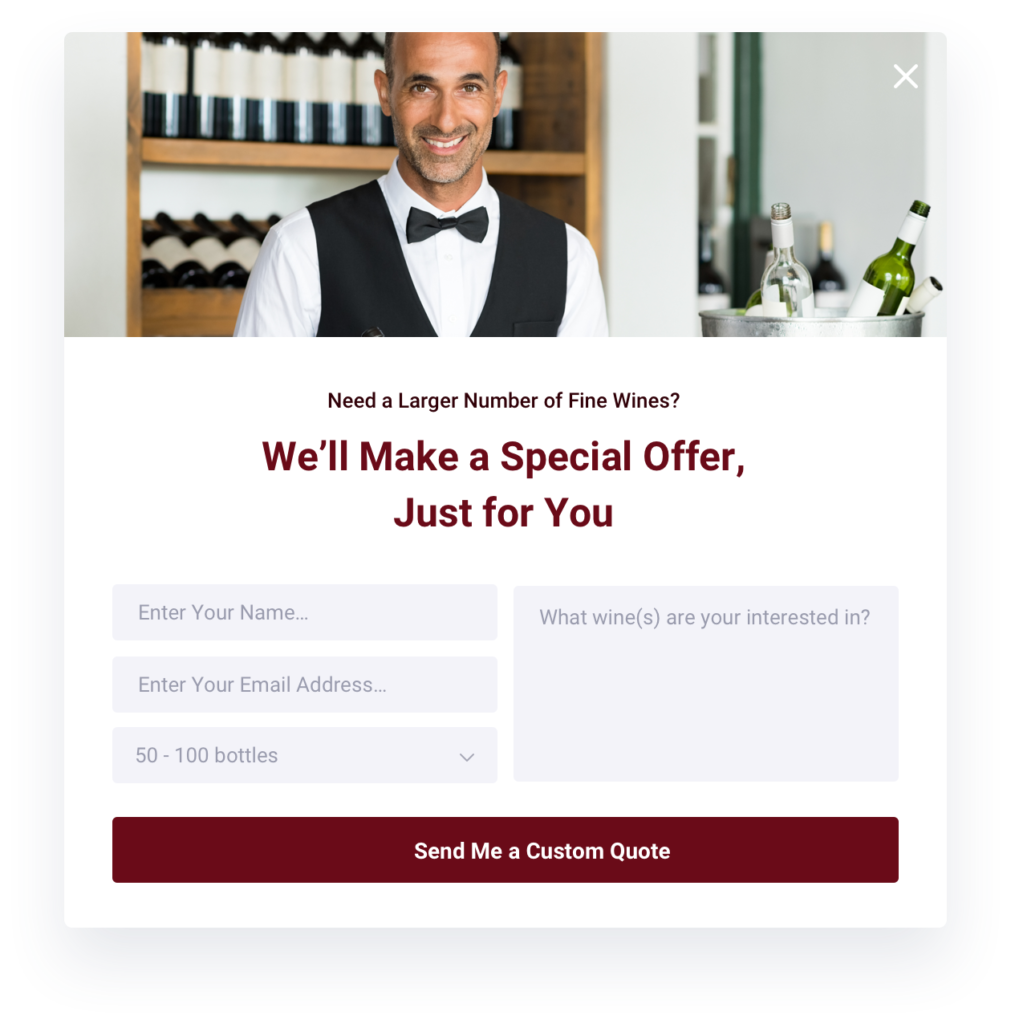 Need a Larger Number of Fine Wines?
We’ll Make a Special Offer,
Just for You
Enter Your Name…
Enter Your Email Address…
50 - 100 bottles
What wine(s) are your interested in?
Send Me a Custom Quote